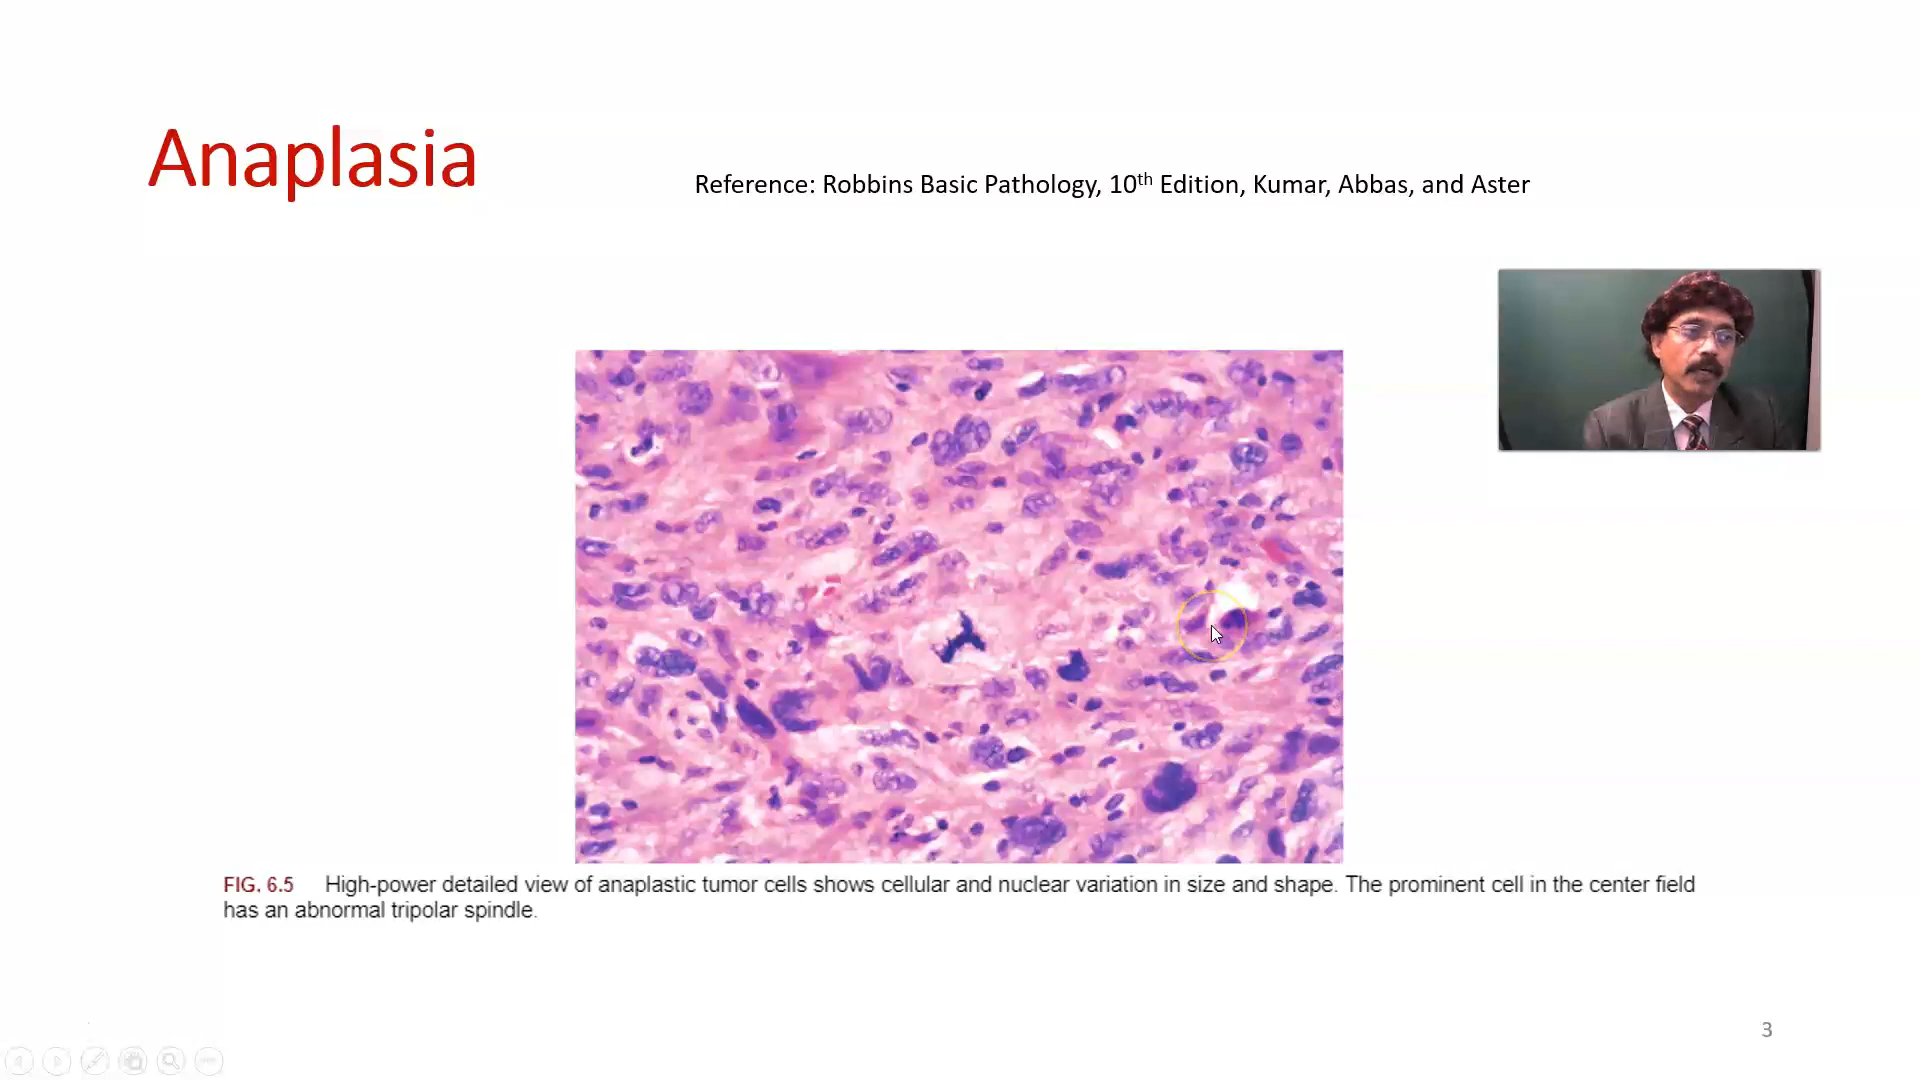 Anaplasia
Reference: Robbins Basic Pathology, 10th Edition, Kumar, Abbas, and Aster
FIG. 6.5 High-power detailed view of anaplastic tumor cells shows cellular and nuclear variation in size and shape. The prominent cell in the center field
has an abnormal tripolar spindle.
3